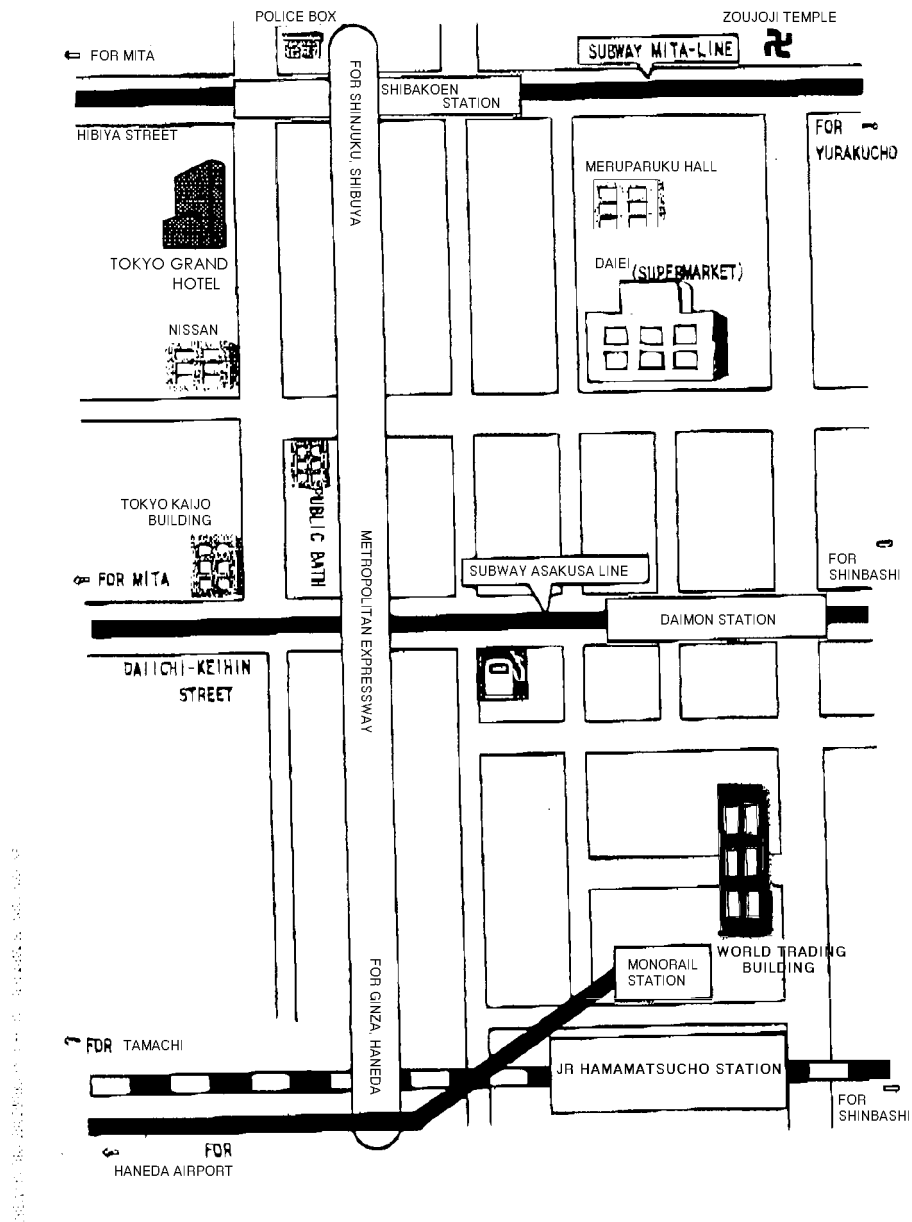 POLICE BOX
ZOUJOJI TEMPLE
FOR MITA
SUBWAY MITA-LINE
SHIBAKOEN
STATION
HIBIYA STREET
FOR
YURAKUCHO
FOR SHINJUKU, SHIBUYA
MERUPARUKU HALL
TOKYO GRAND
HOTEL
DAIEI (SUPERMARKET)
NISSAN
PUBLIC BATH
TOKYO KAIJO
BUILDING
FOR MITA
METROPOLITAN EXPRESSWAY
SUBWAY ASAKUSA LINE
FOR
SHINBASHI
DAIMON STATION
DAIICHI-KEIHIN
STREET
WORLD TRADING
BUILDING
MONORAIL
STATION
FOR GINZA, HANEDA
FOR TAMACHI
JR HAMAMATSUCHO STATION
FOR
SHINBASHI
FOR
HANEDA AIRPORT